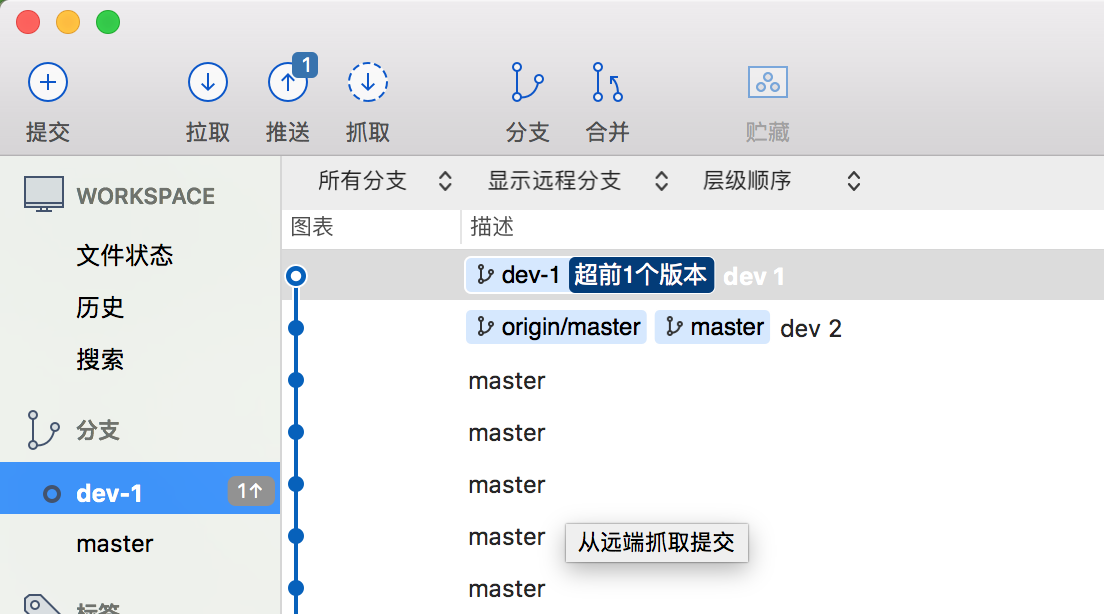 1
提交 拉取 推送 抓取 分支 合并 贮藏
WORKSPACE
文件状态
历史
搜索
分支
dev-1 1↑
master
标签
所有分支 显示远程分支 层级顺序
图表 描述
dev-1 超前1个版本 dev 1
origin/master master dev 2
master
master
master
master
从远端抓取提交
master